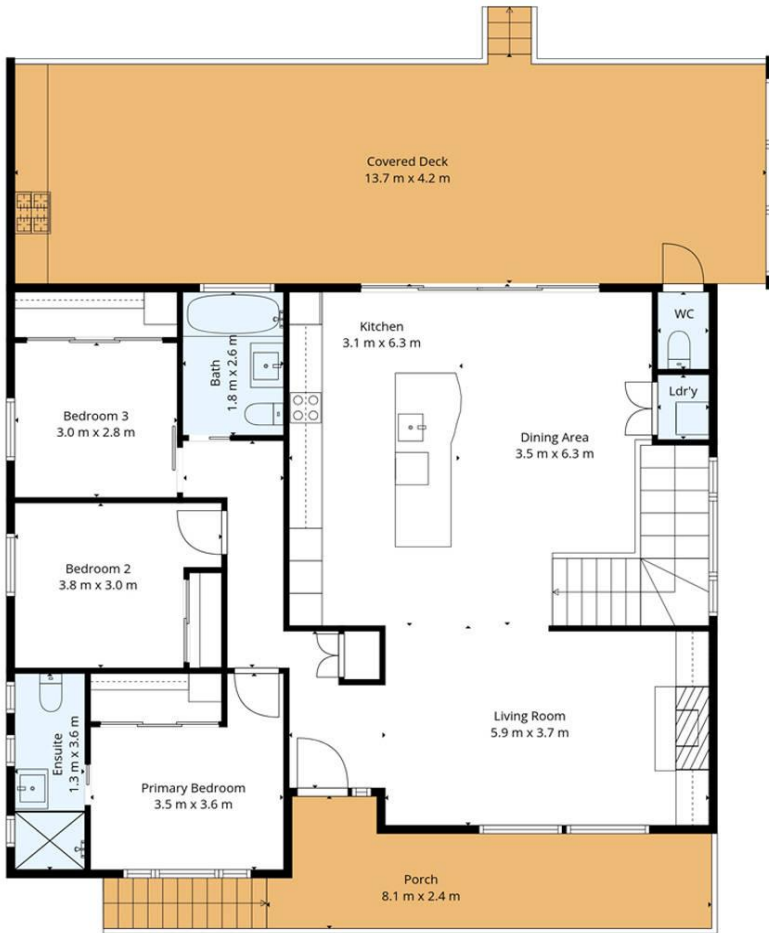 Covered Deck
13.7 m x 4.2 m
WC
Kitchen
3.1 m x 6.3 m
Bath
1.8 m x 2.6 m
Ldr'y
Bedroom 3
3.0 m x 2.8 m
Dining Area
3.5 m x 6.3 m
Bedroom 2
3.8 m x 3.0 m
Ensuite
1.3 m x 3.6 m
Living Room
5.9 m x 3.7 m
Primary Bedroom
3.5 m x 3.6 m
Porch
8.1 m x 2.4 m